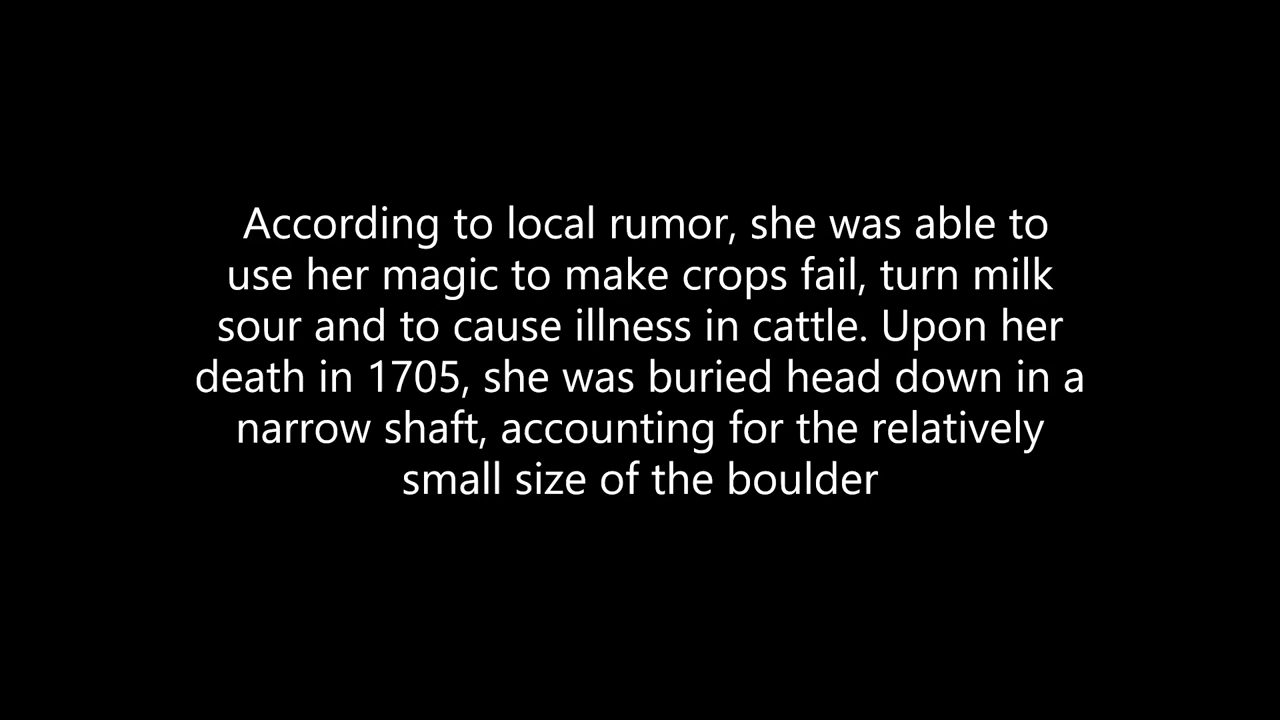 According to local rumor, she was able to
use her magic to make crops fail, turn milk
sour and to cause illness in cattle. Upon her
death in 1705, she was buried head down in a
narrow shaft, accounting for the relatively
small size of the boulder